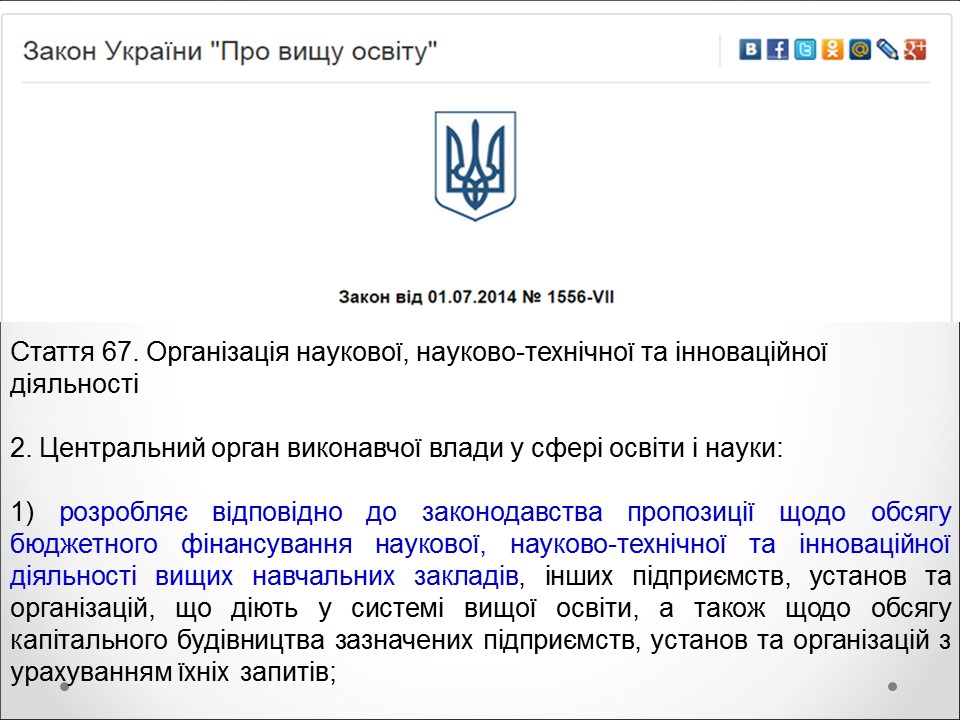 Закон України "Про вищу освіту"
Закон від 01.07.2014 № 1556-VII
Стаття 67. Організація наукової, науково-технічної та інноваційної
діяльності
2. Центральний орган виконавчої влади у сфері освіти і науки:
1) розробляє відповідно до законодавства пропозиції щодо обсягу
бюджетного фінансування наукової, науково-технічної та інноваційної
діяльності вищих навчальних закладів, інших підприємств, установ та
організацій, що діють у системі вищої освіти, а також щодо обсягу
капітального будівництва зазначених підприємств, установ та організацій з
урахуванням їхніх запитів;